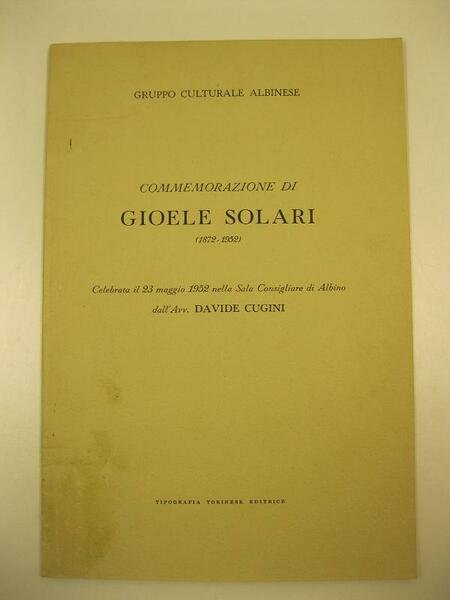 GRUPPO CULTURALE ALBINESE
COMMEMORAZIONE DI
GIOELE SOLARI
(1872-1952)
Celebrata il 23 maggio 1952 nella Sala Consigliare di Albino
dall'Avv. DAVIDE CUGINI
TIPOGRAFIA TORINESE EDITRICE